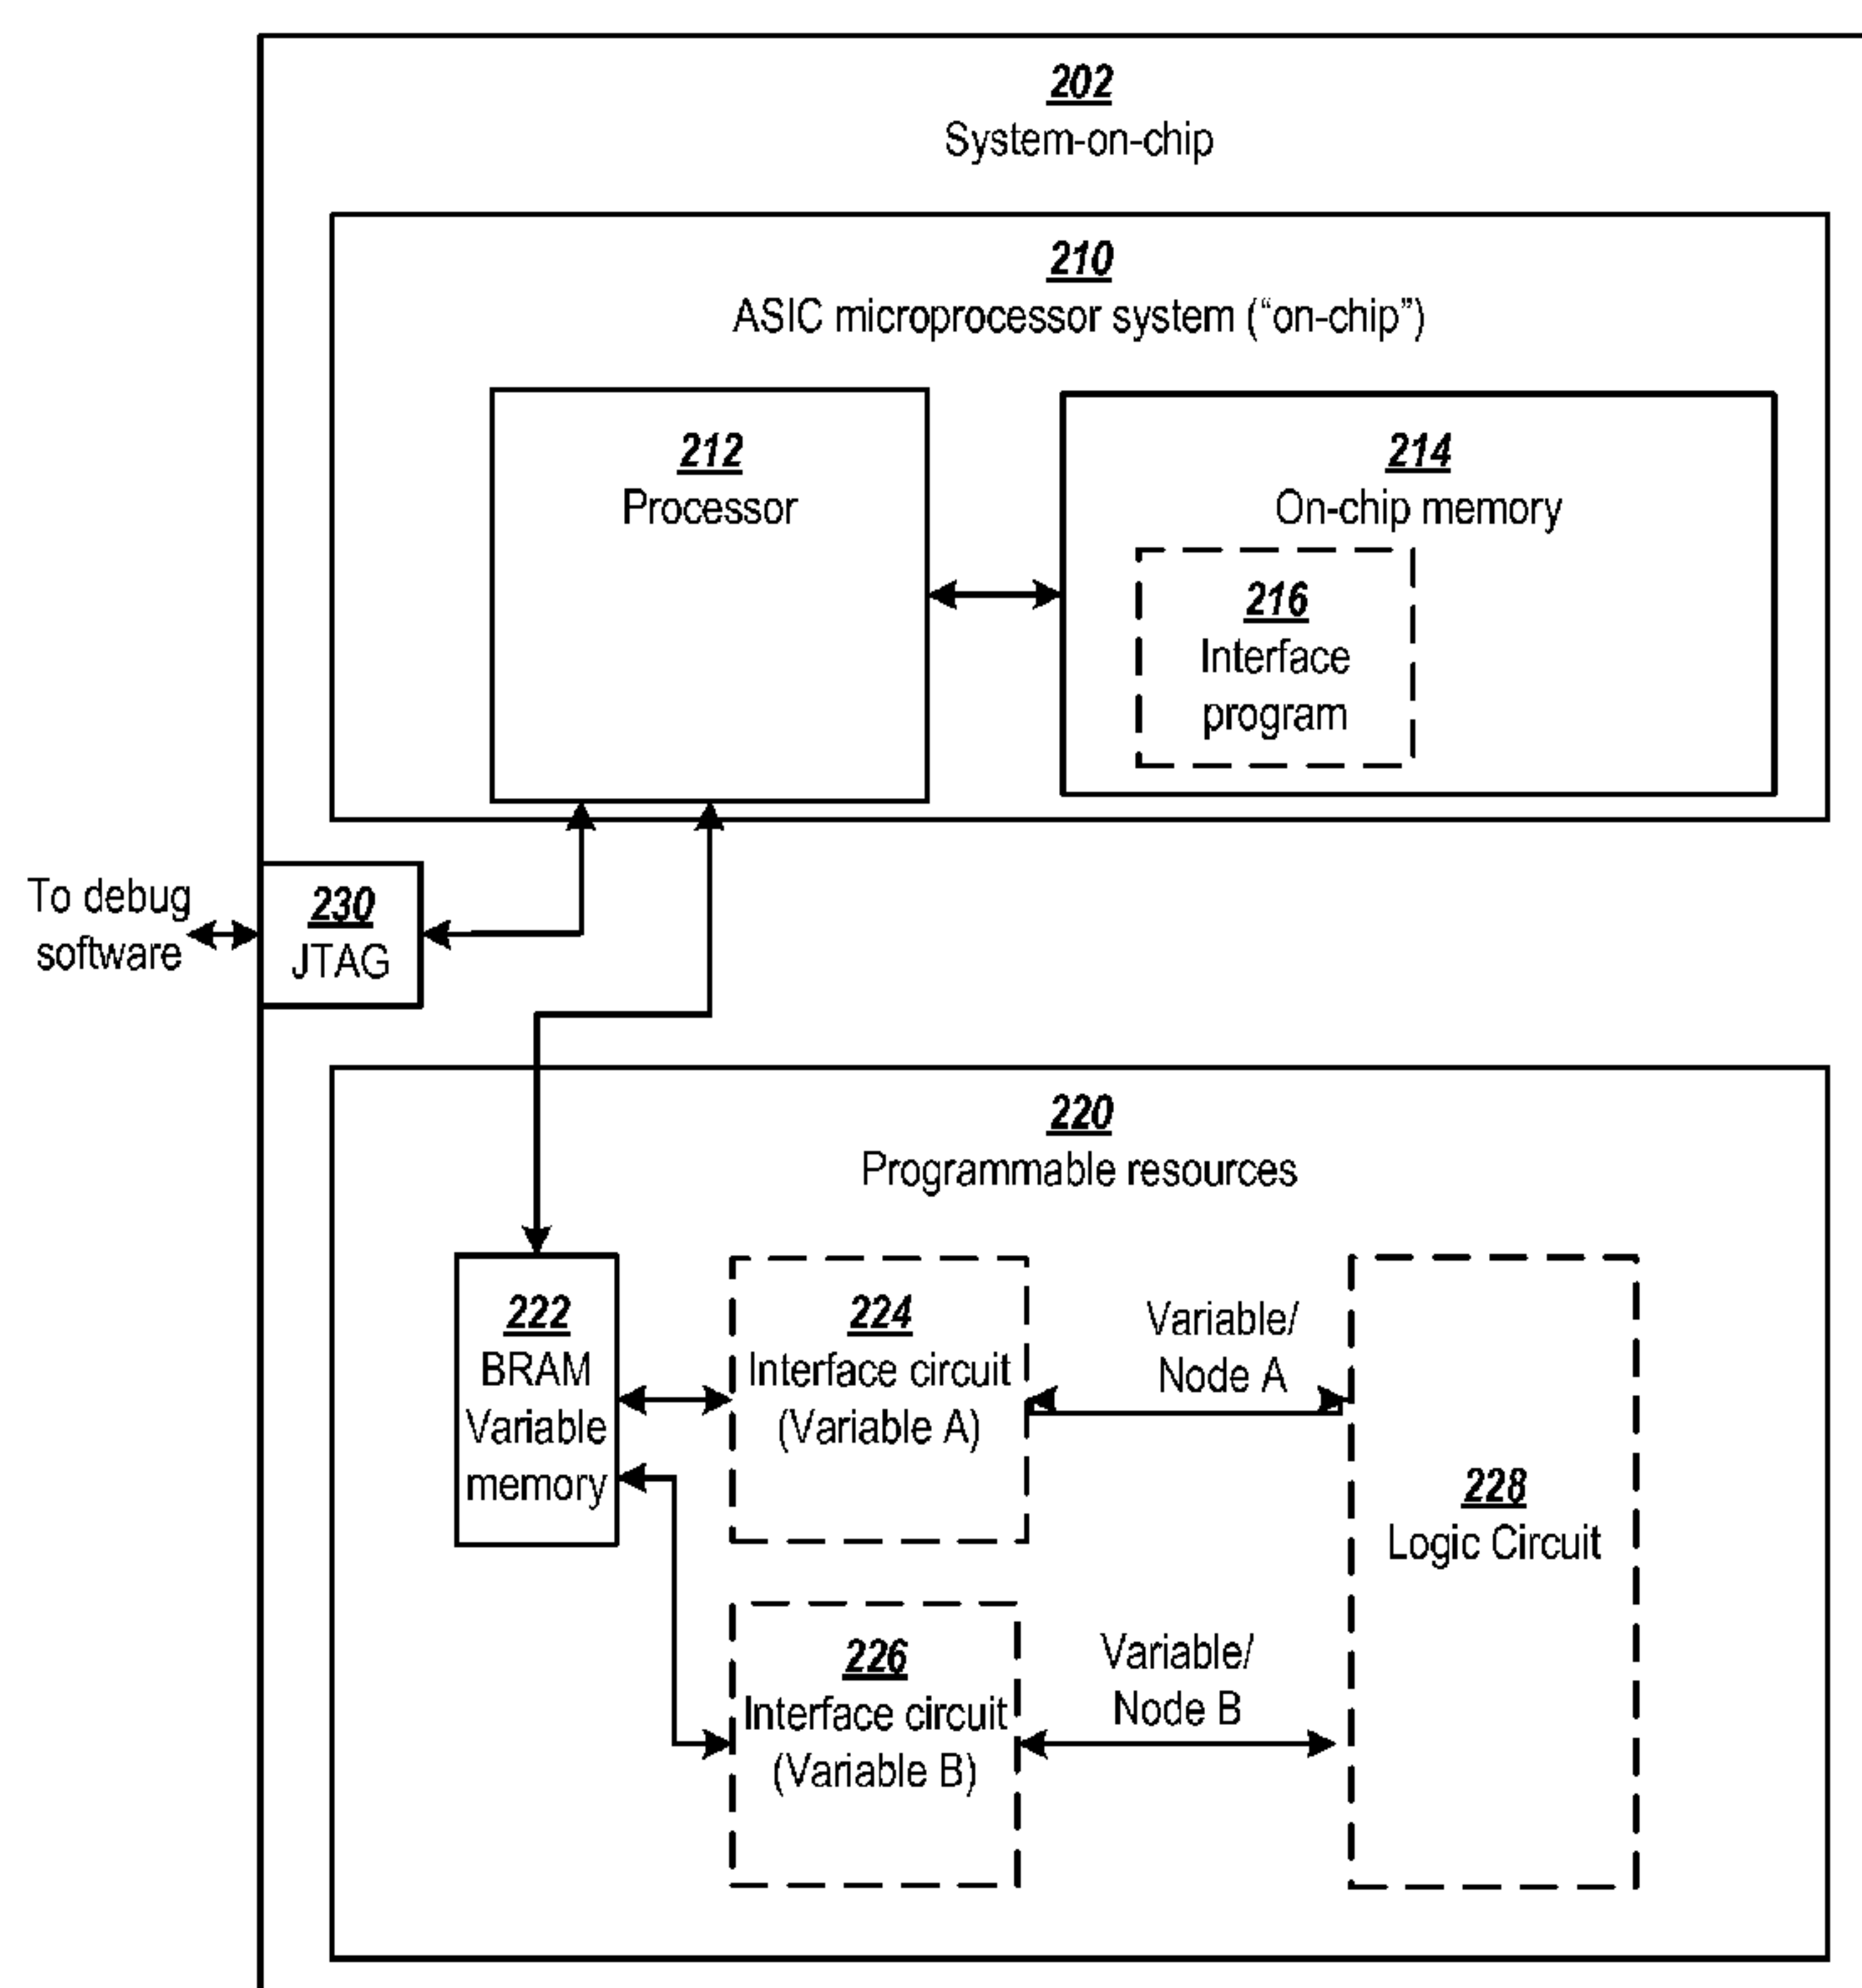 202
System-on-chip
210
ASIC microprocessor system (“on-chip”)
212
Processor
214
On-chip memory
216
Interface
program
To debug
software
230
JTAG
220
Programmable resources
222
BRAM
Variable
memory
224
Interface circuit
(Variable A)
Variable/
Node A
228
Logic Circuit
226
Interface circuit
(Variable B)
Variable/
Node B